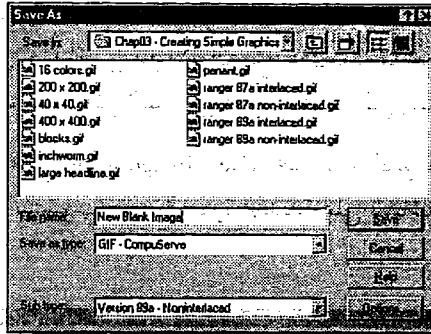 Save As
Save in: Chap03 - Creating Simple Graphics
16 colors.gif
200 x 200.gif
40 x 40.gif
400 x 400.gif
blocks.gif
inchworm.gif
large headline.gif
penant.gif
ranger 87a interlaced.gif
ranger 87a non-interlaced.gif
ranger 89a interlaced.gif
ranger 89a non-interlaced.gif
File name: New Blank Image Save
Save as type: GIF - CompuServe Cancel
Help
Sub type: Version 89a - Noninterlaced Options